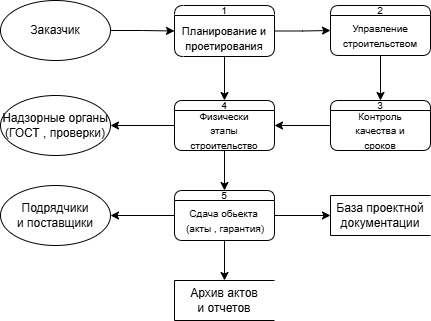 Заказчик
1
Планирование и
проетирования
2
Управление
строительством
Надзорные органы
(ГОСТ , проверки)
4
Физически
этапы
строительство
3
Контроль
качества и
сроков
Подрядчики
и поставщики
5
Сдача обьекта
(акты , гарантия)
База проектной
документации
Архив актов
и отчетов